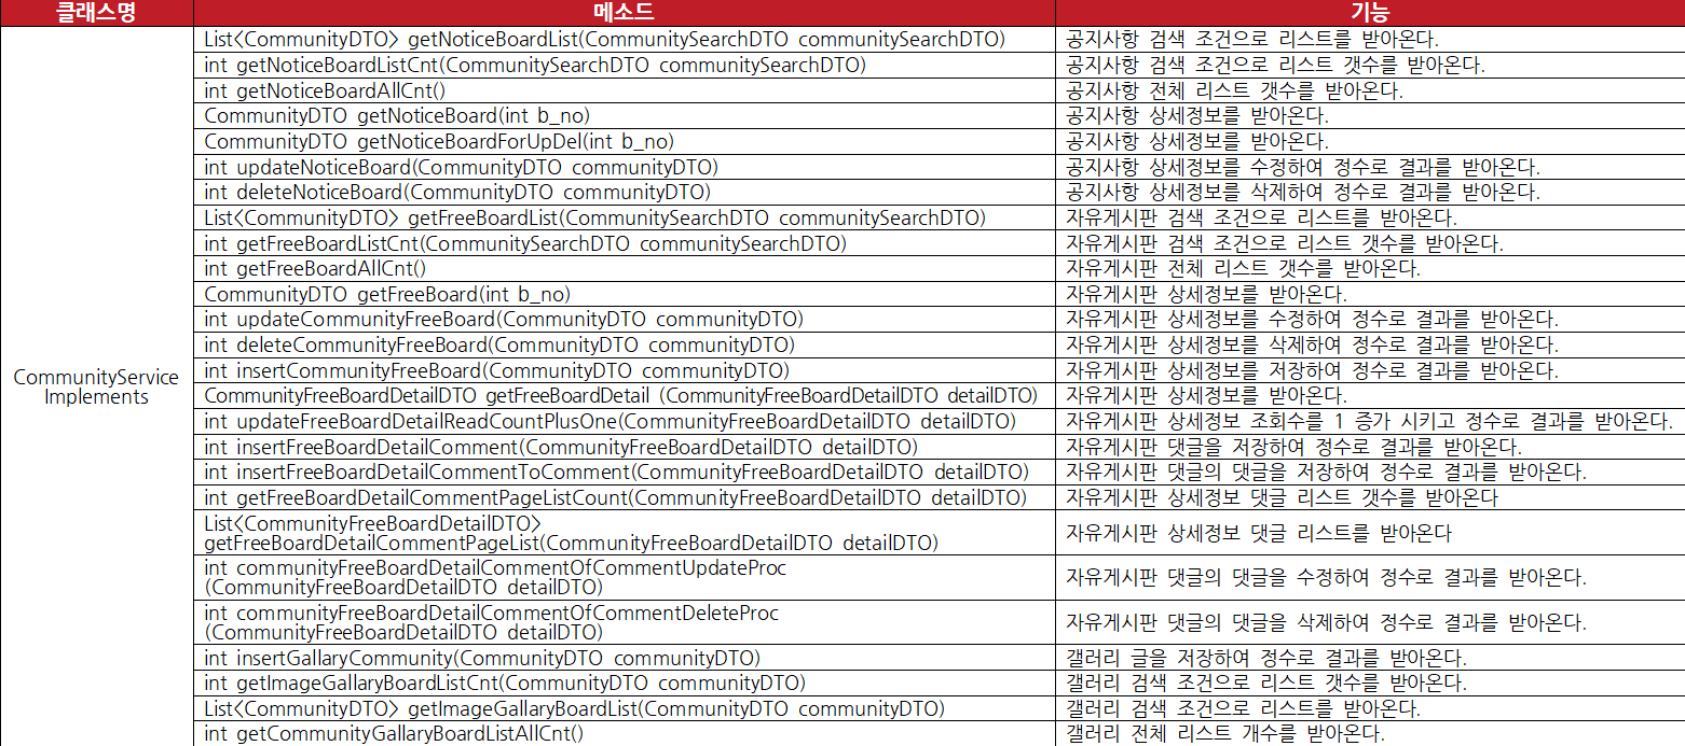 클래스명 메소드 기능
List<CommunityDTO> getNoticeBoardList(CommunitySearchDTO communitySearchDTO) 공지사항 검색 조건으로 리스트를 받아온다.
int getNoticeBoardListCnt(CommunitySearchDTO communitySearchDTO) 공지사항 검색 조건으로 리스트 갯수를 받아온다.
int getNoticeBoardAllCnt() 공지사항 전체 리스트 갯수를 받아온다.
CommunityDTO getNoticeBoard(int b_no) 공지사항 상세정보를 받아온다.
CommunityDTO getNoticeBoardForUpDel(int b_no) 공지사항 상세정보를 받아온다.
int updateNoticeBoard(CommunityDTO communityDTO) 공지사항 상세정보를 수정하여 정수로 결과를 받아온다.
int deleteNoticeBoard(CommunityDTO communityDTO) 공지사항 상세정보를 삭제하여 정수로 결과를 받아온다.
List<CommunityDTO> getFreeBoardList(CommunitySearchDTO communitySearchDTO) 자유게시판 검색 조건으로 리스트를 받아온다.
int getFreeBoardListCnt(CommunitySearchDTO communitySearchDTO) 자유게시판 검색 조건으로 리스트 갯수를 받아온다.
int getFreeBoardAllCnt() 자유게시판 전체 리스트 갯수를 받아온다.
CommunityDTO getFreeBoard(int b_no) 자유게시판 상세정보를 받아온다.
int updateCommunityFreeBoard(CommunityDTO communityDTO) 자유게시판 상세정보를 수정하여 정수로 결과를 받아온다.
int deleteCommunityFreeBoard(CommunityDTO communityDTO) 자유게시판 상세정보를 삭제하여 정수로 결과를 받아온다.
CommunityService
Implements
int insertCommunityFreeBoard(CommunityDTO communityDTO) 자유게시판 상세정보를 저장하여 정수로 결과를 받아온다.
CommunityFreeBoardDetailDTO getFreeBoardDetail (CommunityFreeBoardDetailDTO detailDTO) 자유게시판 상세정보를 받아온다.
int updateFreeBoardDetailReadCountPlusOne(CommunityFreeBoardDetailDTO detailDTO) 자유게시판 상세정보 조회수를 1 증가 시키고 정수로 결과를 받아온다.
int insertFreeBoardDetailComment(CommunityFreeBoardDetailDTO detailDTO) 자유게시판 댓글을 저장하여 정수로 결과를 받아온다.
int insertFreeBoardDetailCommentToComment(CommunityFreeBoardDetailDTO detailDTO) 자유게시판 댓글의 댓글을 저장하여 정수로 결과를 받아온다.
int getFreeBoardDetailCommentPageListCount(CommunityFreeBoardDetailDTO detailDTO) 자유게시판 상세정보 댓글 리스트 갯수를 받아온다
List<CommunityFreeBoardDetailDTO>
getFreeBoardDetailCommentPageList(CommunityFreeBoardDetailDTO detailDTO) 자유게시판 상세정보 댓글 리스트를 받아온다
int communityFreeBoardDetailCommentOfCommentUpdateProc
(CommunityFreeBoardDetailDTO detailDTO) 자유게시판 댓글의 댓글을 수정하여 정수로 결과를 받아온다.
int communityFreeBoardDetailCommentOfCommentDeleteProc
(CommunityFreeBoardDetailDTO detailDTO) 자유게시판 댓글의 댓글을 삭제하여 정수로 결과를 받아온다.
int insertGallaryCommunity(CommunityDTO communityDTO) 갤러리 글을 저장하여 정수로 결과를 받아온다.
int getImageGallaryBoardListCnt(CommunityDTO communityDTO) 갤러리 검색 조건으로 리스트 갯수를 받아온다.
List<CommunityDTO> getImageGallaryBoardList(CommunityDTO communityDTO) 갤러리 검색 조건으로 리스트를 받아온다.
int getCommunityGallaryBoardListAllCnt() 갤러리 전체 리스트 개수를 받아온다.